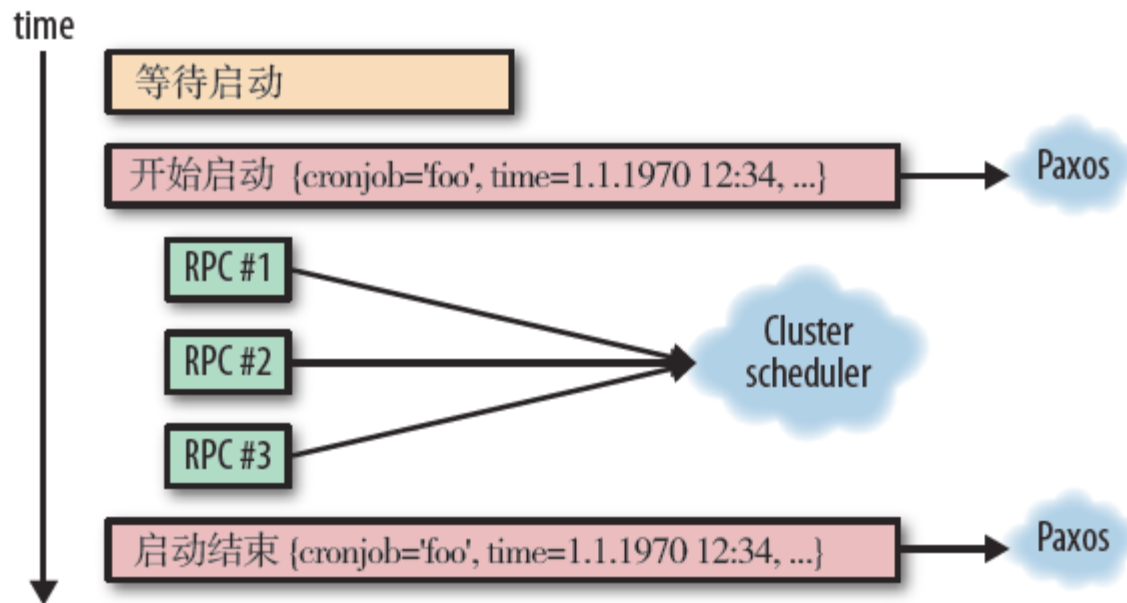 time
等待启动
开始启动 {cronjob='foo', time=1.1.1970 12:34, ...}
Paxos
RPC #1
RPC #2
RPC #3
Cluster
scheduler
启动结束 {cronjob='foo', time=1.1.1970 12:34, ...}
Paxos